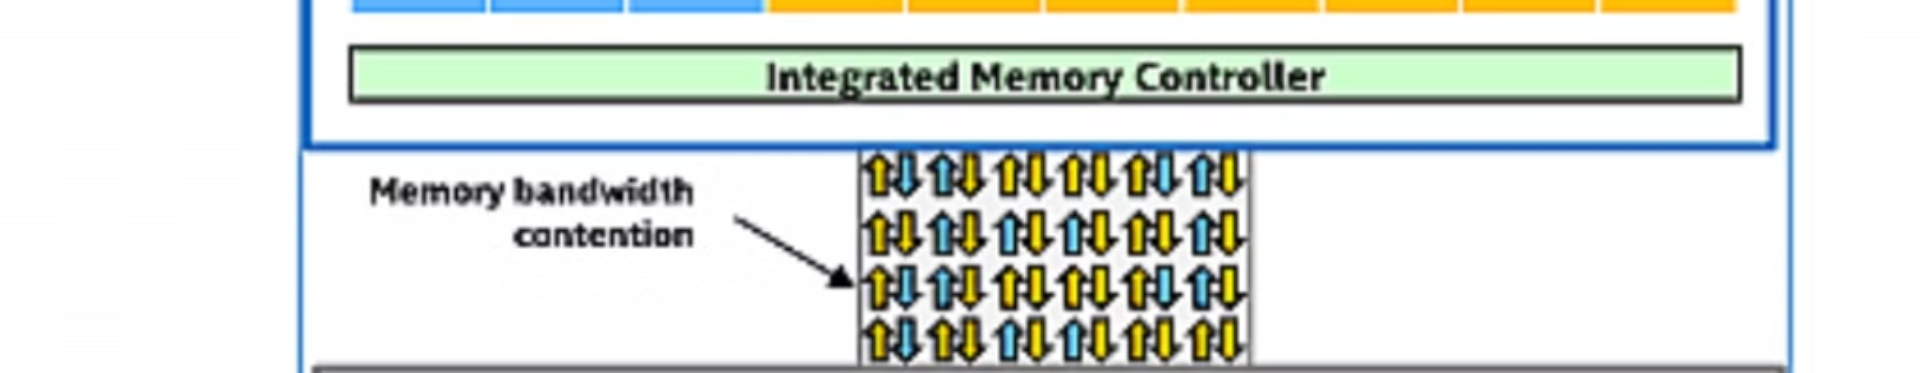 Integrated Memory Controller
Memory bandwidth
contention